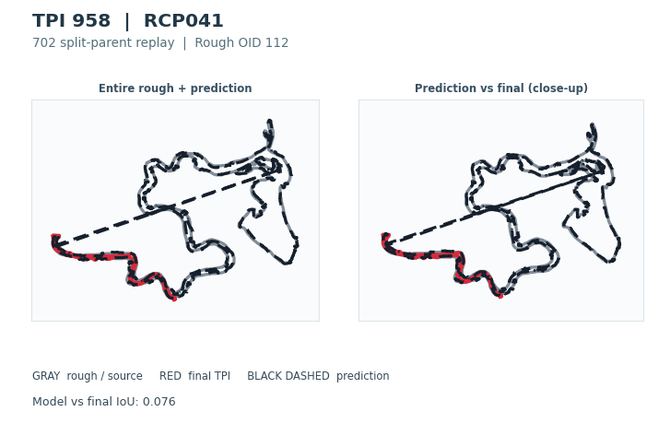 TPI 958 | RCP041
702 split-parent replay | Rough OID 112
Entire rough + prediction
Prediction vs final (close-up)
GRAY rough / source RED final TPI BLACK DASHED prediction
Model vs final IoU: 0.076